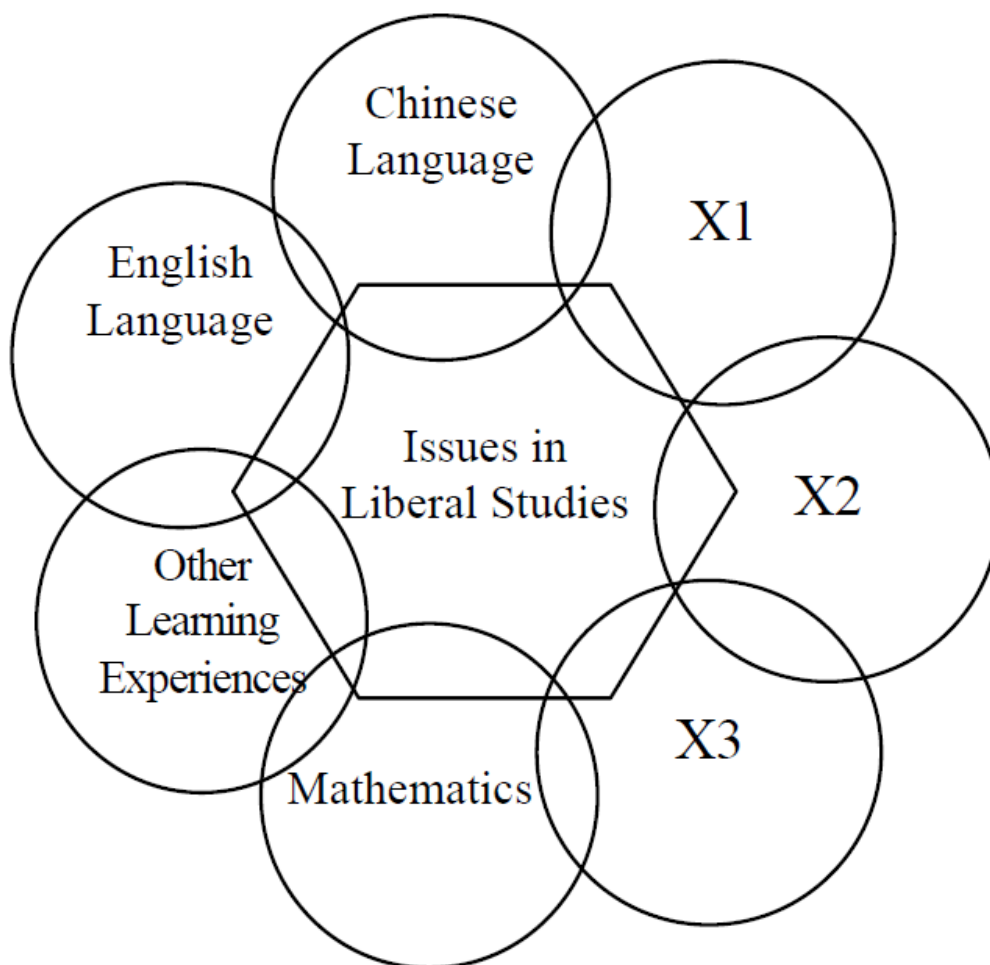 Chinese
Language
X1
English
Language
Issues in
Liberal Studies
X2
Other
Learning
Experiences
X3
Mathematics